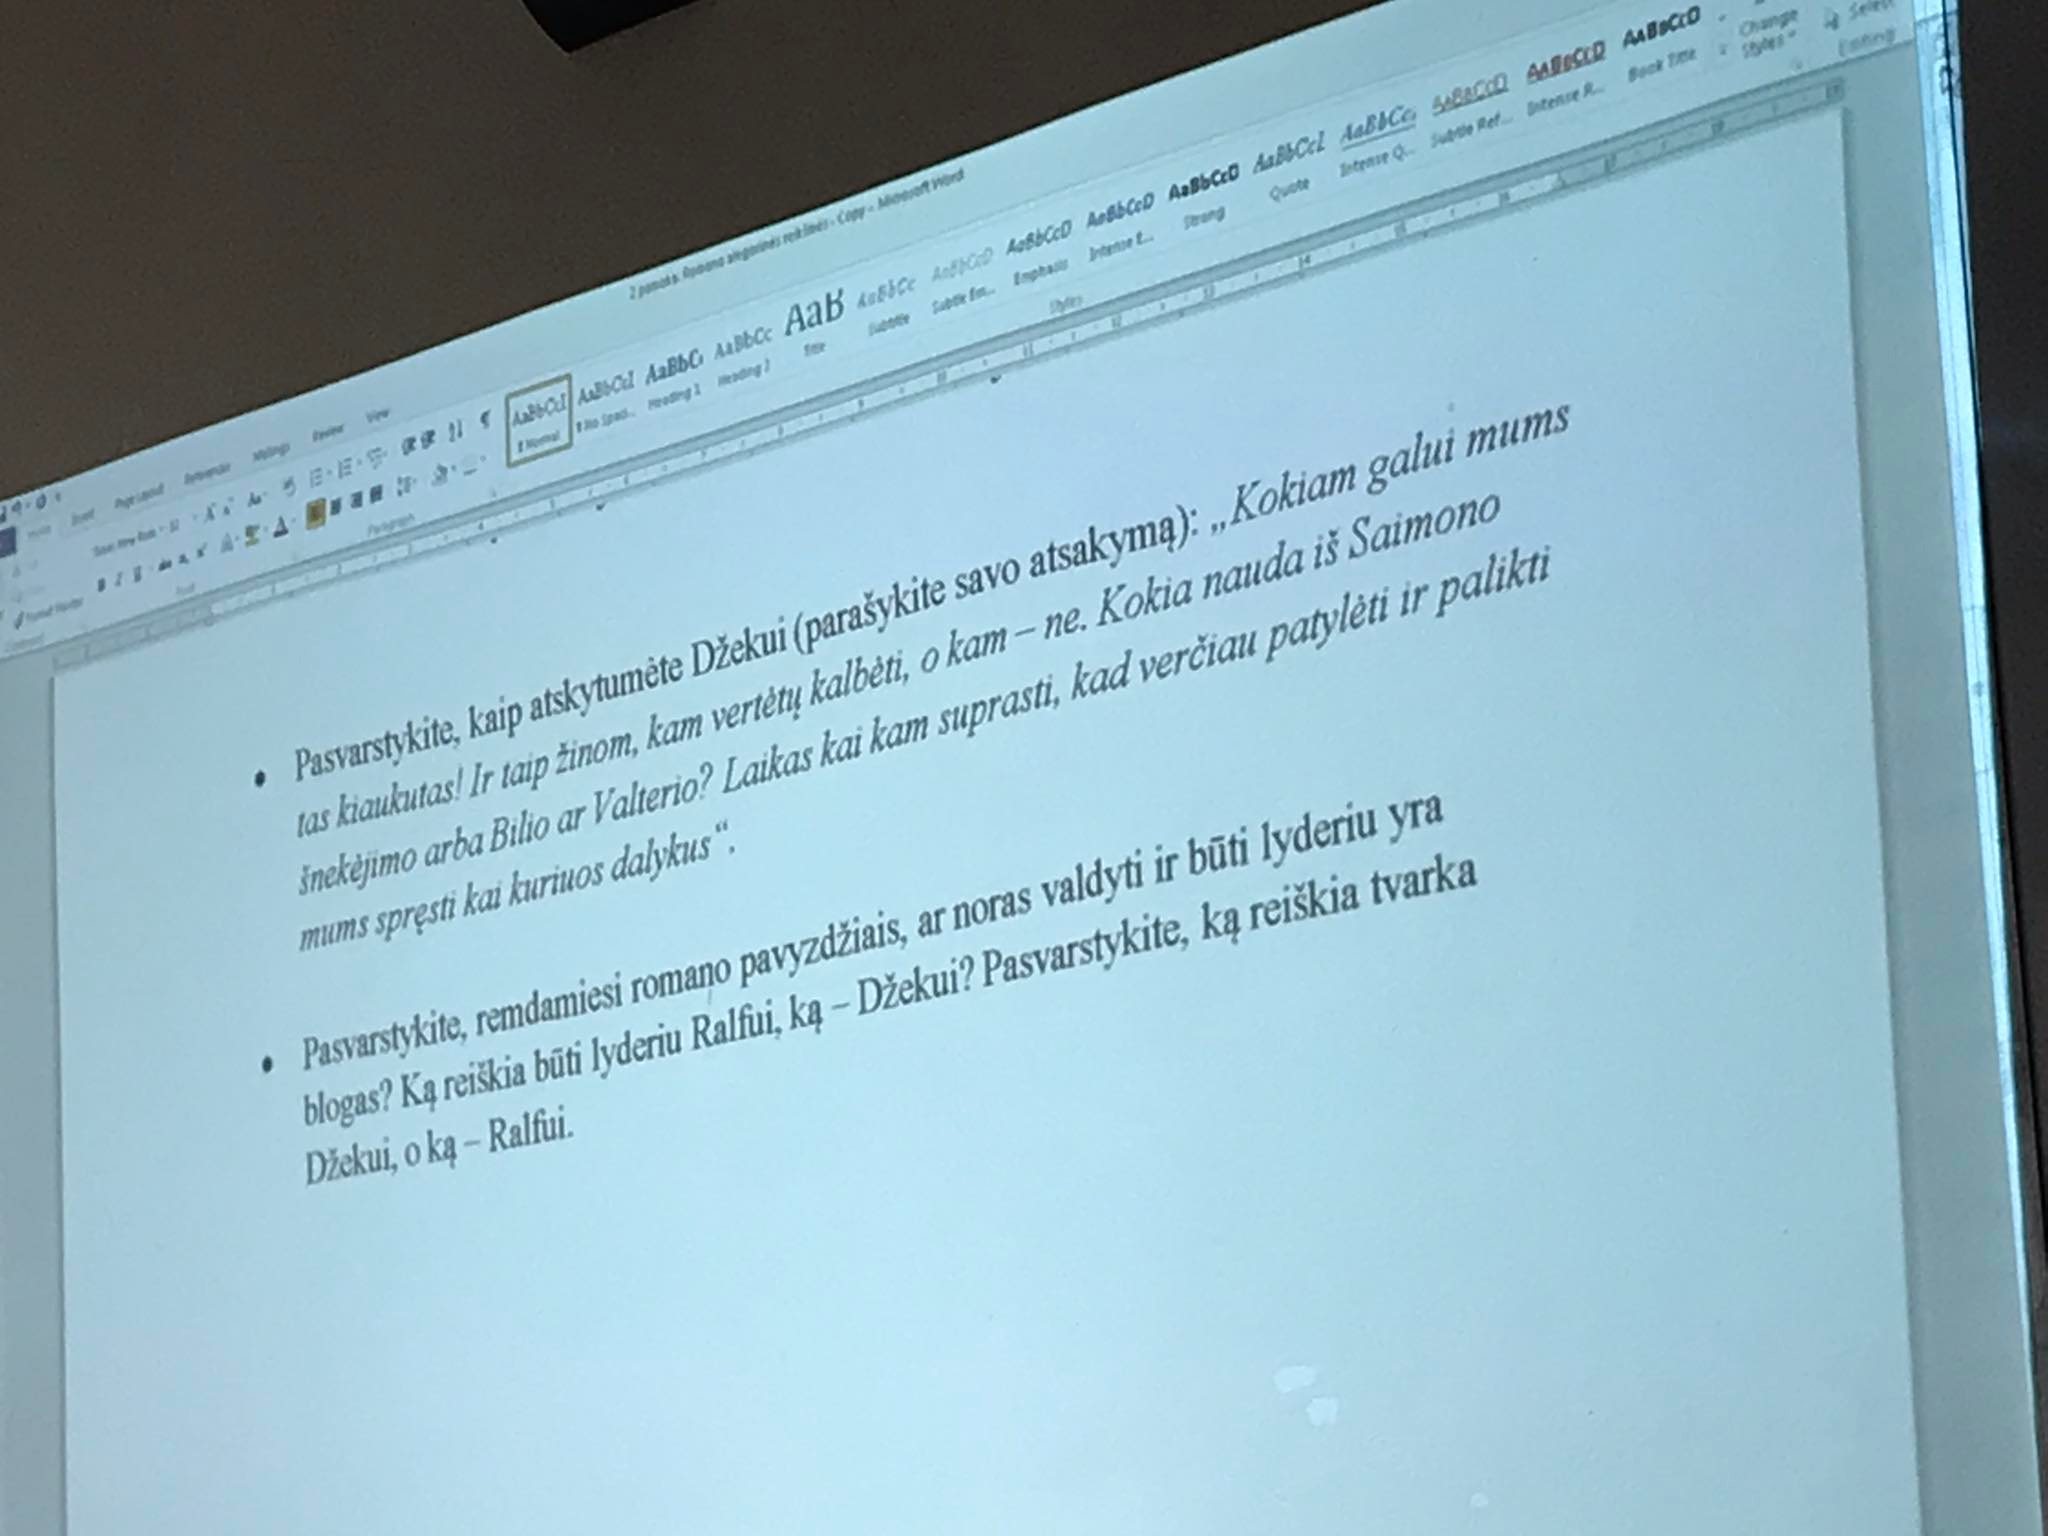 2 pamoka. Romano alegorinės reikšmės - Copy - Microsoft Word
Page Layout References Mailings Review View
AaBbCcI AaBbCcI AaBbC AaBbCc AaB AaBbCc AaBbCcD AaBbCcD AaBbCcD AaBbCcD AaBbCcI AaBbCc AaBbCcD AaBbCcD AaBbCcD
Normal No Spaci... Heading 1 Heading 2 Title Subtitle Subtle Em... Emphasis Intense E... Strong Quote Intense Q... Subtle Ref... Intense R... Book Title Change Styles Select
Paragraph Styles Editing
• Pasvarstykite, kaip atskytumėte Džekui (parašykite savo atsakymą): „Kokiam galui mums
tas kiaukutas! Ir taip žinom, kam vertėtų kalbėti, o kam – ne. Kokia nauda iš Saimono
šnekėjimo arba Bilio ar Valterio? Laikas kai kam suprasti, kad verčiau patylėti ir palikti
mums spręsti kai kuriuos dalykus“.
• Pasvarstykite, remdamiesi romano pavyzdžiais, ar noras valdyti ir būti lyderiu yra
blogas? Ką reiškia būti lyderiu Ralfui, ką – Džekui? Pasvarstykite, ką reiškia tvarka
Džekui, o ką – Ralfui.